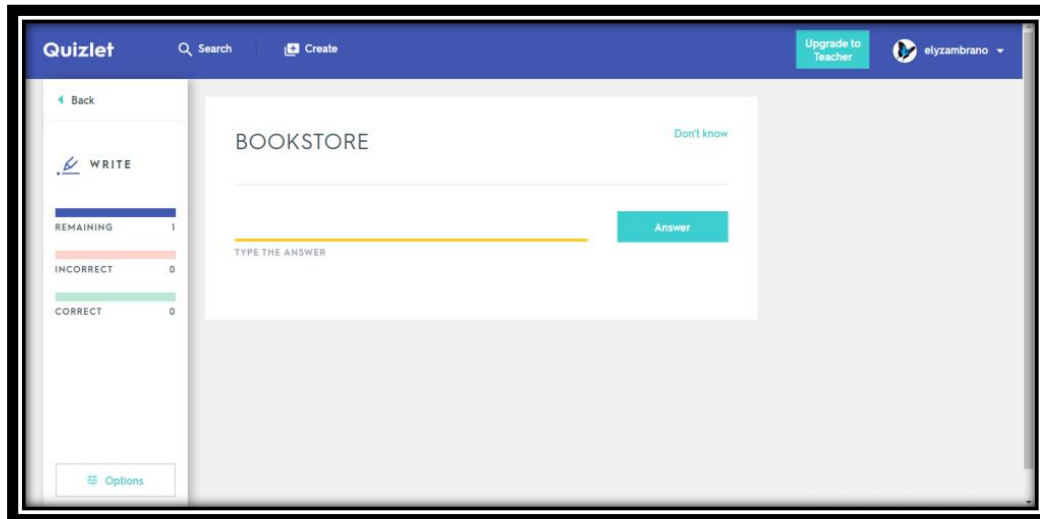 Quizlet
Search
Create
Upgrade to
Teacher
elyzambrano
Back
WRITE
REMAINING 1
INCORRECT 0
CORRECT 0
Options
BOOKSTORE
Don't know
TYPE THE ANSWER
Answer